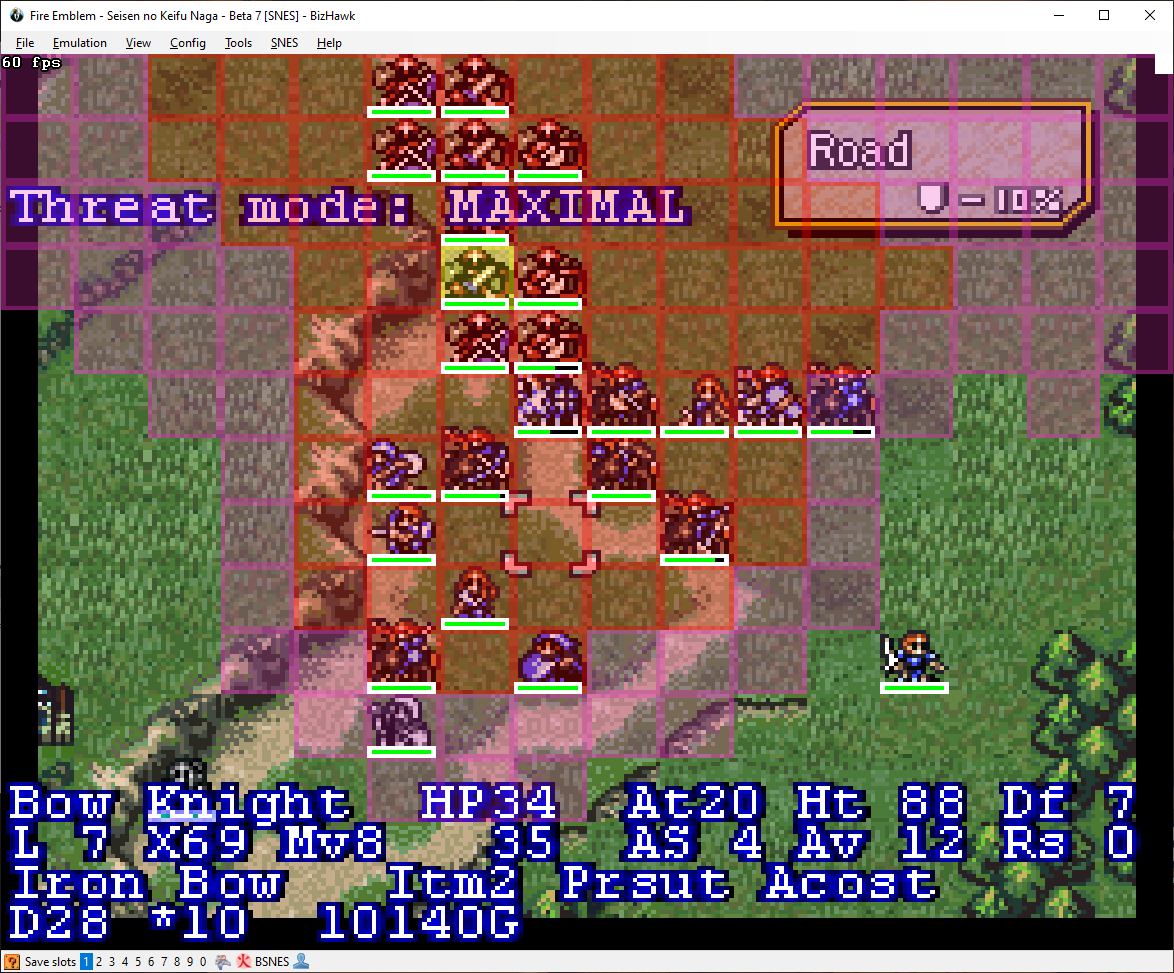 Fire Emblem - Seisen no Keifu Naga - Beta 7 [SNES] - BizHawk
File Emulation View Config Tools SNES Help
60 fps
Road
-10%
Threat mode: MAXIMAL
Bow Knight HP34 At20 Ht 88 Df 7
L 7 X69 Mv8 35 AS 4 Av 12 Rs 0
Iron Bow Itm2 Prsut Acost
D28 *10 10140G
Save slots 1 2 3 4 5 6 7 8 9 0 BSNES